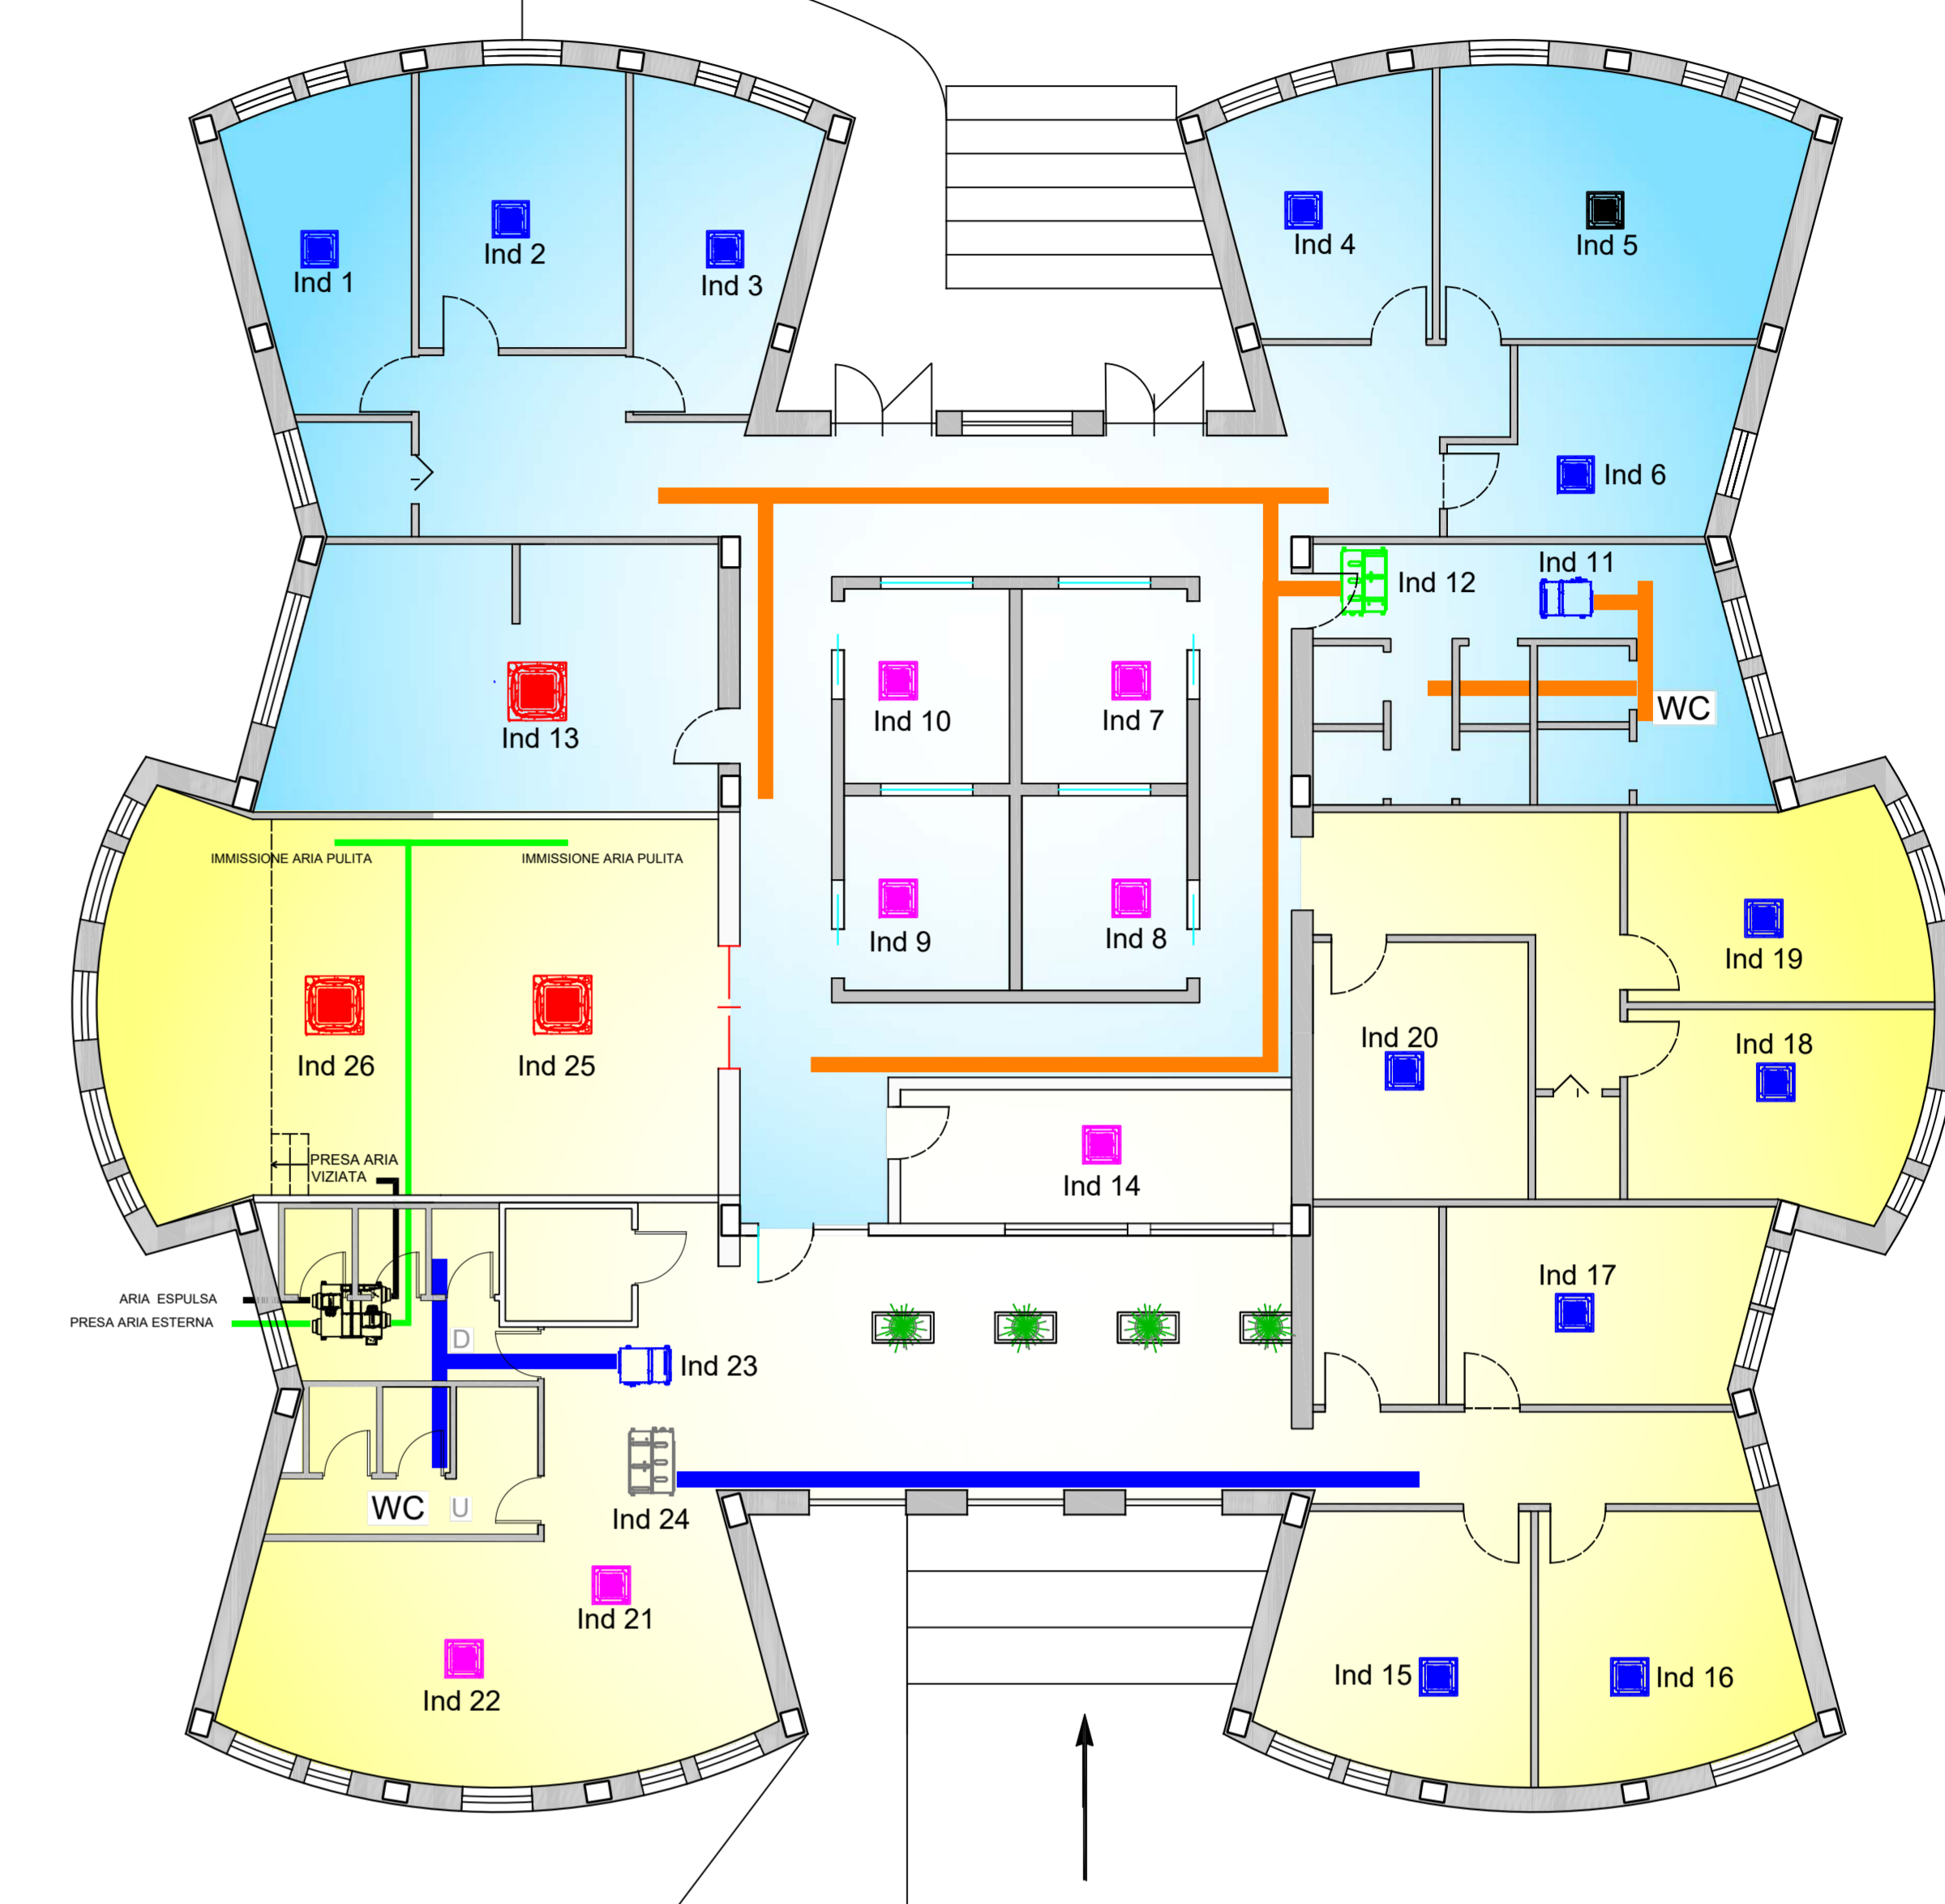 Ind 1
Ind 2
Ind 3
Ind 4
Ind 5
Ind 6
Ind 11
Ind 12
WC
Ind 10
Ind 7
Ind 13
IMMISSIONE ARIA PULITA
IMMISSIONE ARIA PULITA
Ind 9
Ind 8
Ind 19
Ind 20
Ind 18
Ind 26
Ind 25
PRESA ARIA
VIZIATA
Ind 14
ARIA ESPULSA
PRESA ARIA ESTERNA
Ind 17
D
Ind 23
WC
U
Ind 24
Ind 21
Ind 22
Ind 15
Ind 16